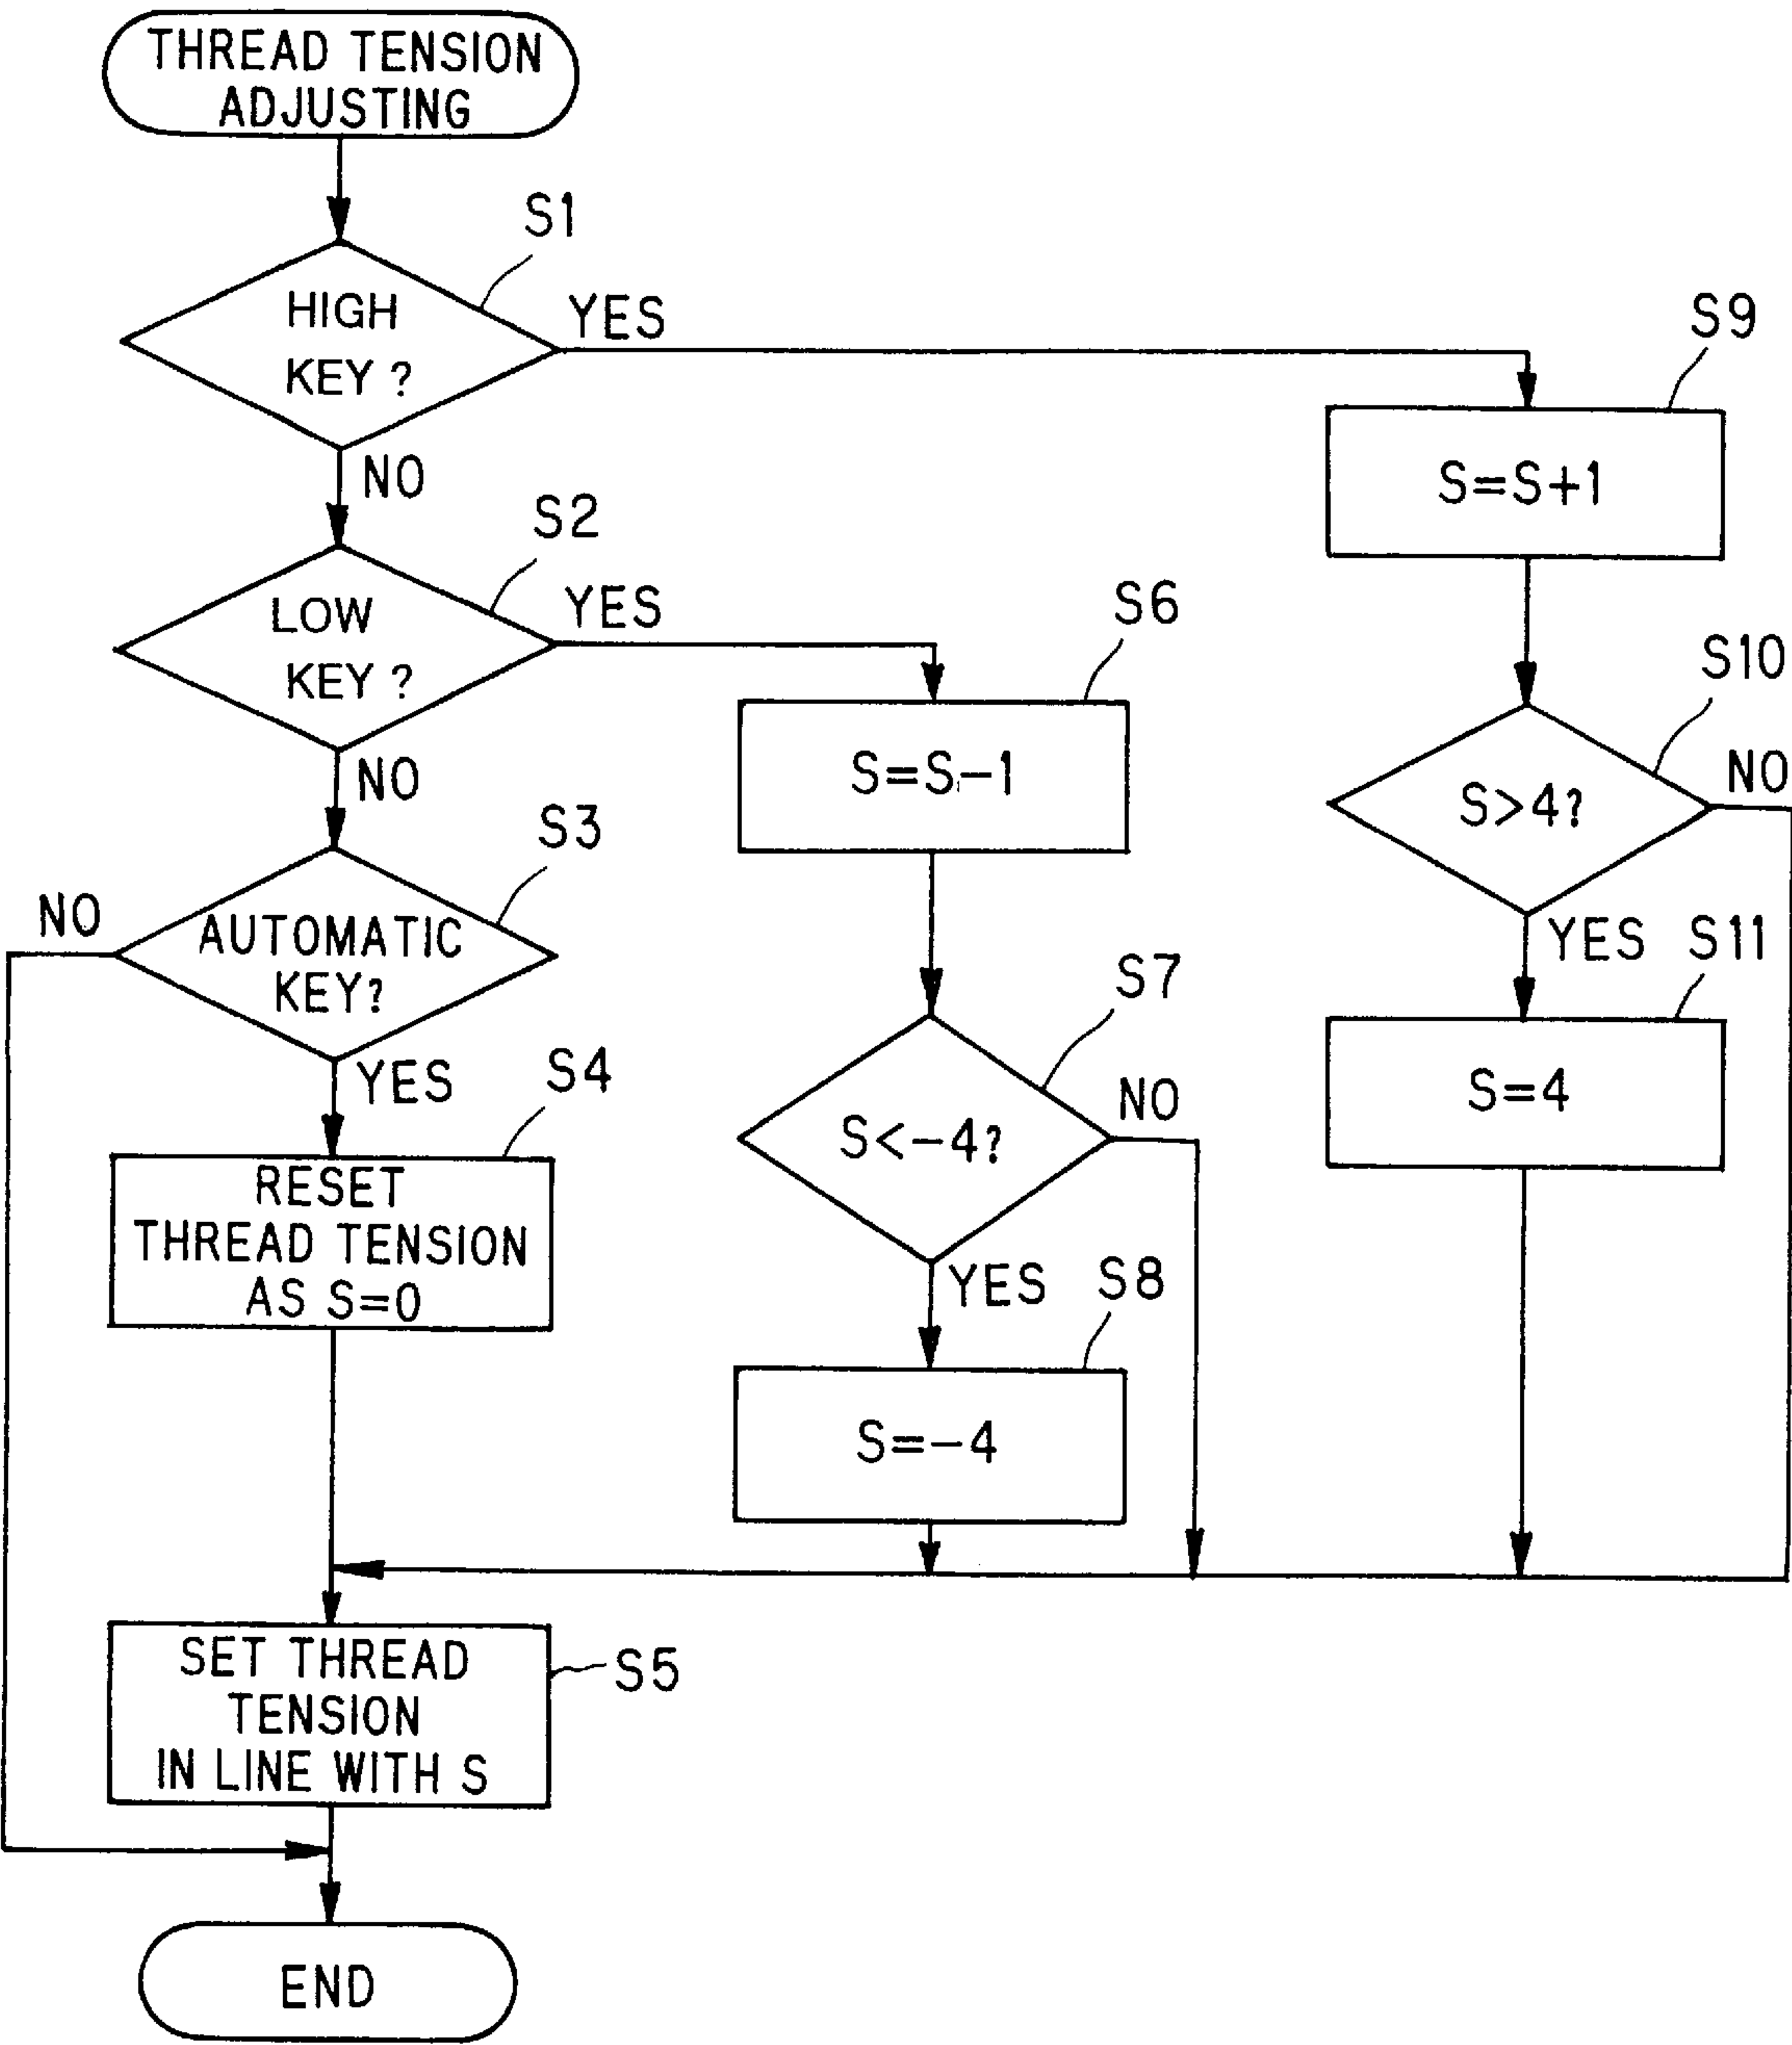 THREAD TENSION
ADJUSTING
S1
HIGH
KEY ?
YES
NO
S2
LOW
KEY ?
YES
NO
S3
AUTOMATIC
KEY?
NO
YES
S4
RESET
THREAD TENSION
AS S=0
S5
SET THREAD
TENSION
IN LINE WITH S
END
S6
S=S-1
S7
S<-4?
NO
YES
S8
S=-4
S9
S=S+1
S10
S>4?
NO
YES
S11
S=4